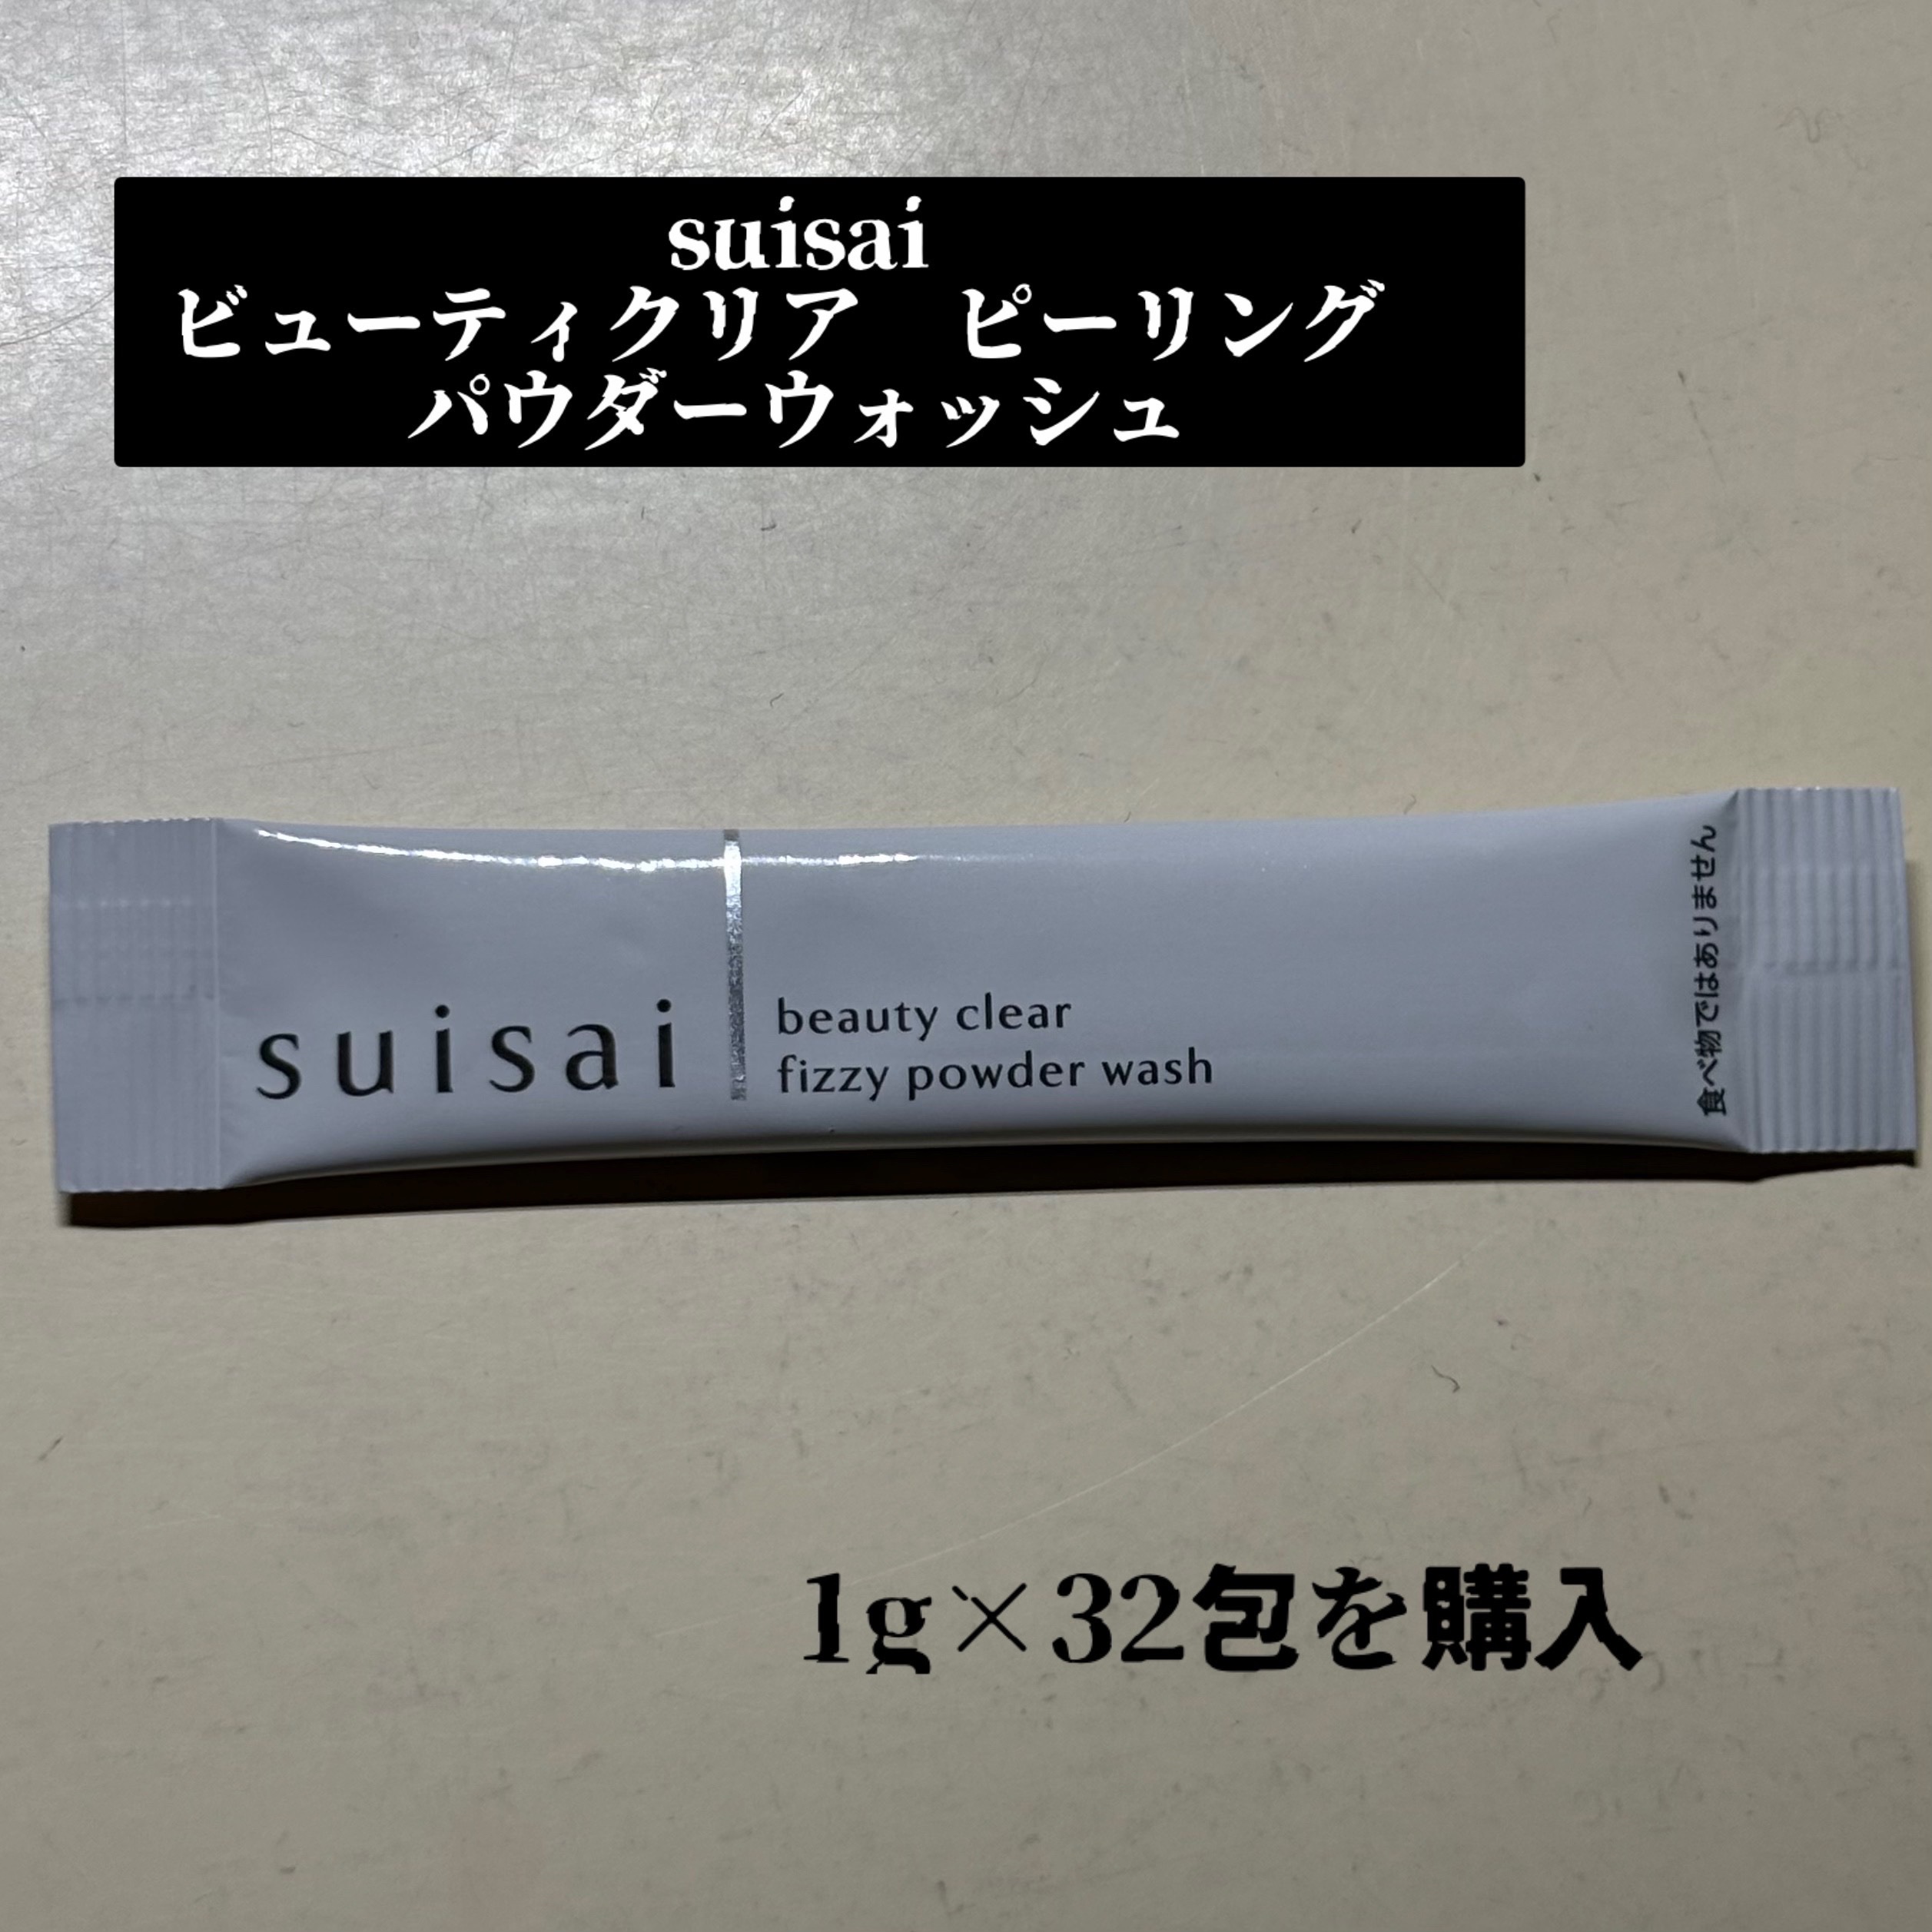 suisai
ビューティクリア　ピーリング
パウダーウォッシュ
suisai
beauty clear
fizzy powder wash
食べ物ではありません
1g×32包を購入